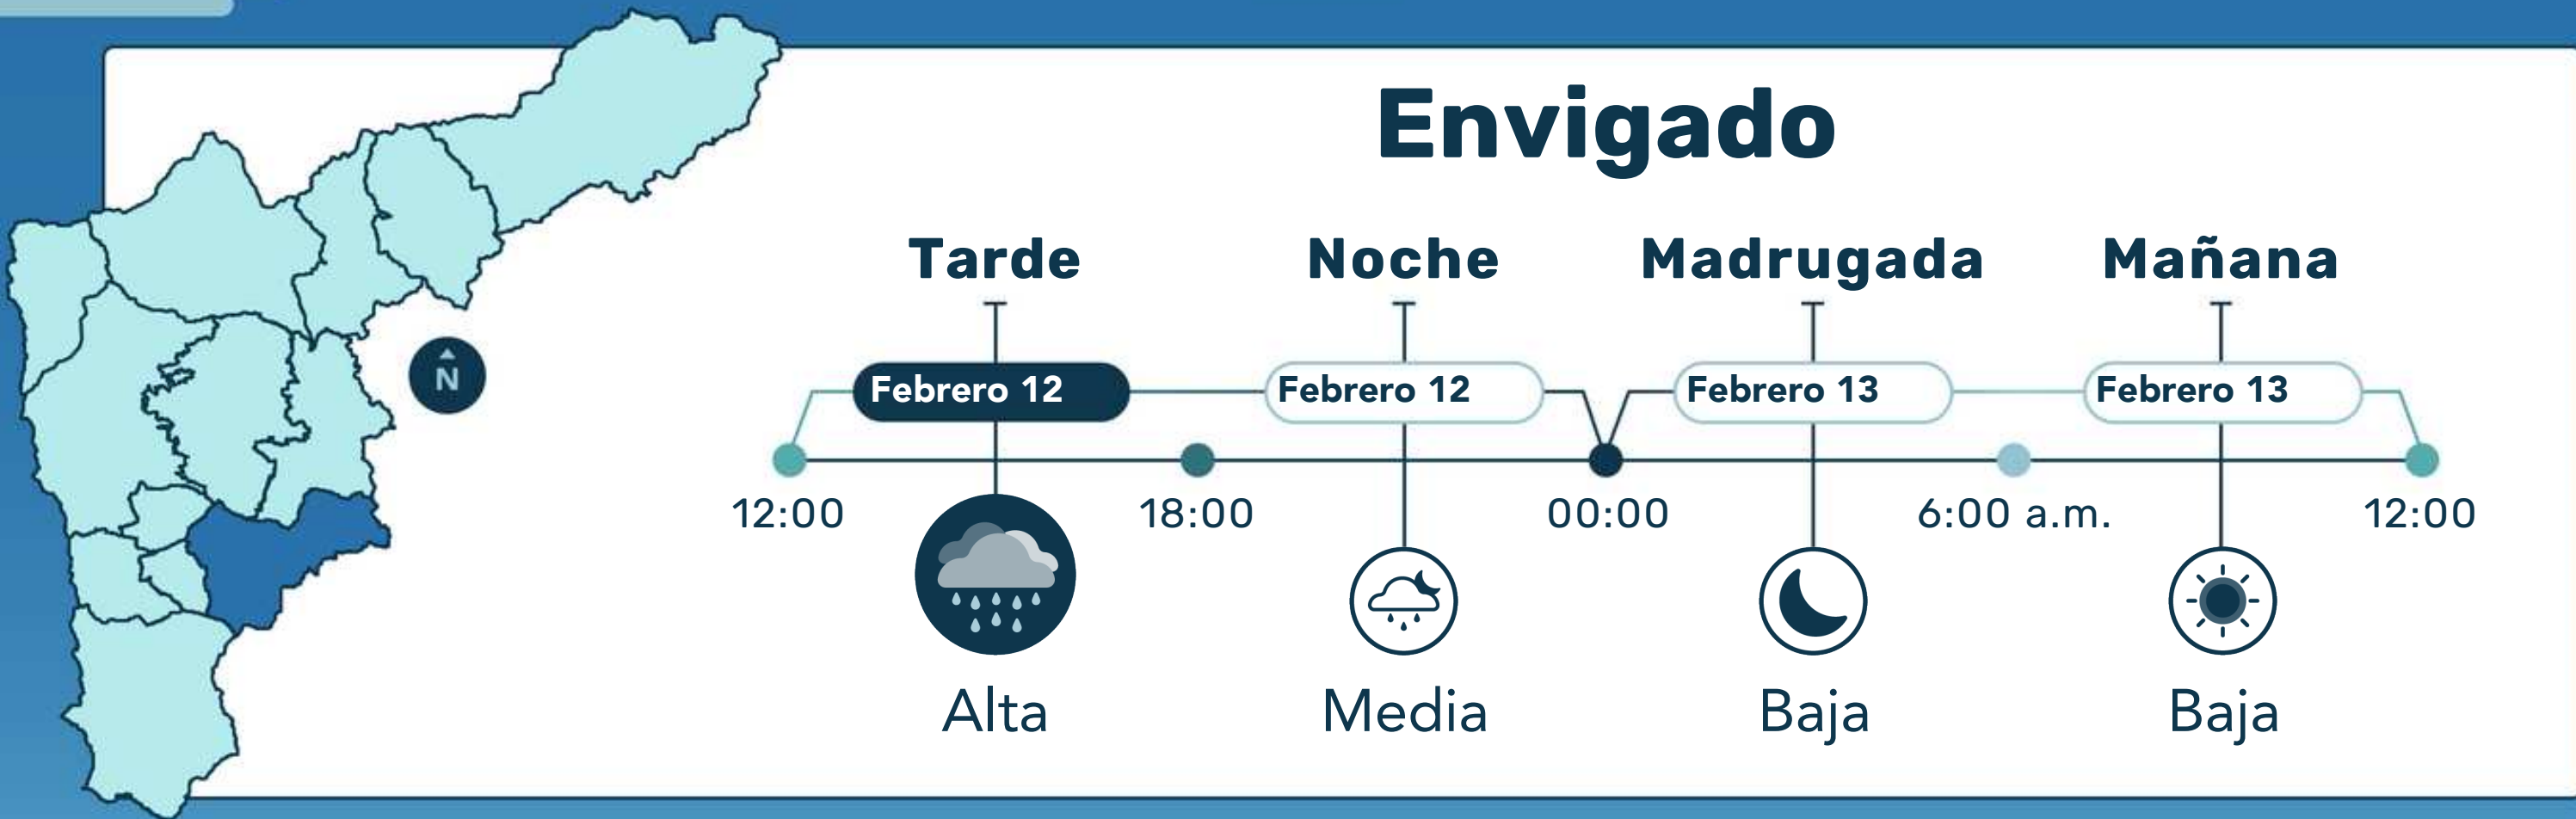 Envigado
Tarde Noche Madrugada Mañana
Febrero 12 Febrero 12 Febrero 13 Febrero 13
N
12:00 18:00 00:00 6:00 a.m. 12:00
Alta Media Baja Baja